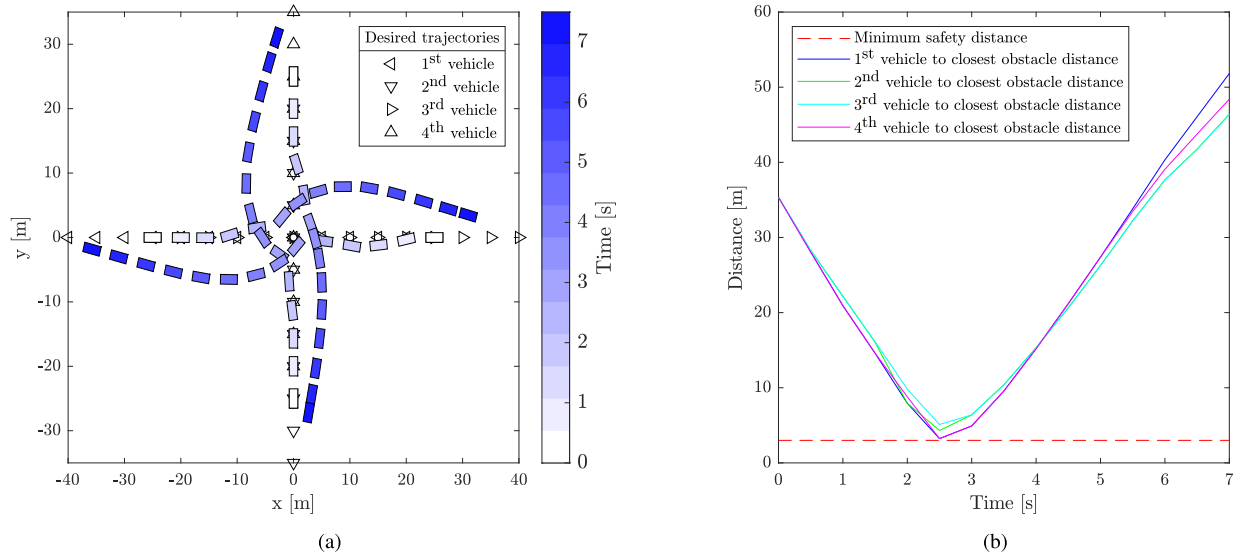 Desired trajectories
1st vehicle
2nd vehicle
3rd vehicle
4th vehicle
30
20
10
0
-10
-20
-30
y [m]
-40 -30 -20 -10 0 10 20 30 40
x [m]
7
6
5
4
3
2
1
0
Time [s]
(a)
Minimum safety distance
1st vehicle to closest obstacle distance
2nd vehicle to closest obstacle distance
3rd vehicle to closest obstacle distance
4th vehicle to closest obstacle distance
60
50
40
30
20
10
0
Distance [m]
0 1 2 3 4 5 6 7
Time [s]
(b)